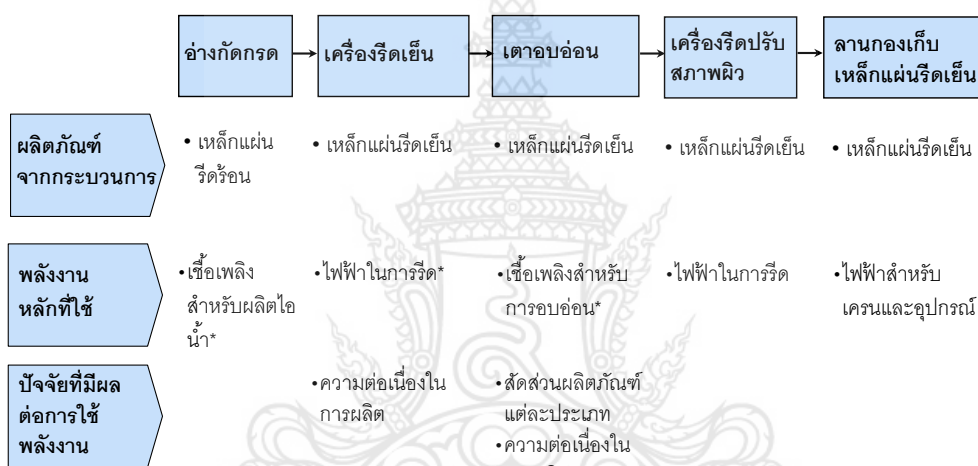 อ่างกัดกรด
เครื่องรีดเย็น
เตาอบอ่อน
เครื่องรีดปรับ
สภาพผิว
ลานกองเก็บ
เหล็กแผ่นรีดเย็น
ผลิตภัณฑ์
จากกระบวนการ
• เหล็กแผ่น
รีดร้อน
• เหล็กแผ่นรีดเย็น
• เหล็กแผ่นรีดเย็น
• เหล็กแผ่นรีดเย็น
• เหล็กแผ่นรีดเย็น
พลังงาน
หลักที่ใช้
•เชื้อเพลิง
สำหรับผลิตไอ
น้ำ*
•ไฟฟ้าในการรีด*
•เชื้อเพลิงสำหรับ
การอบอ่อน*
•ไฟฟ้าในการรีด
•ไฟฟ้าสำหรับ
เครนและอุปกรณ์
ปัจจัยที่มีผล
ต่อการใช้
พลังงาน
•ความต่อเนื่องใน
การผลิต
•สัดส่วนผลิตภัณฑ์
แต่ละประเภท
•ความต่อเนื่องใน